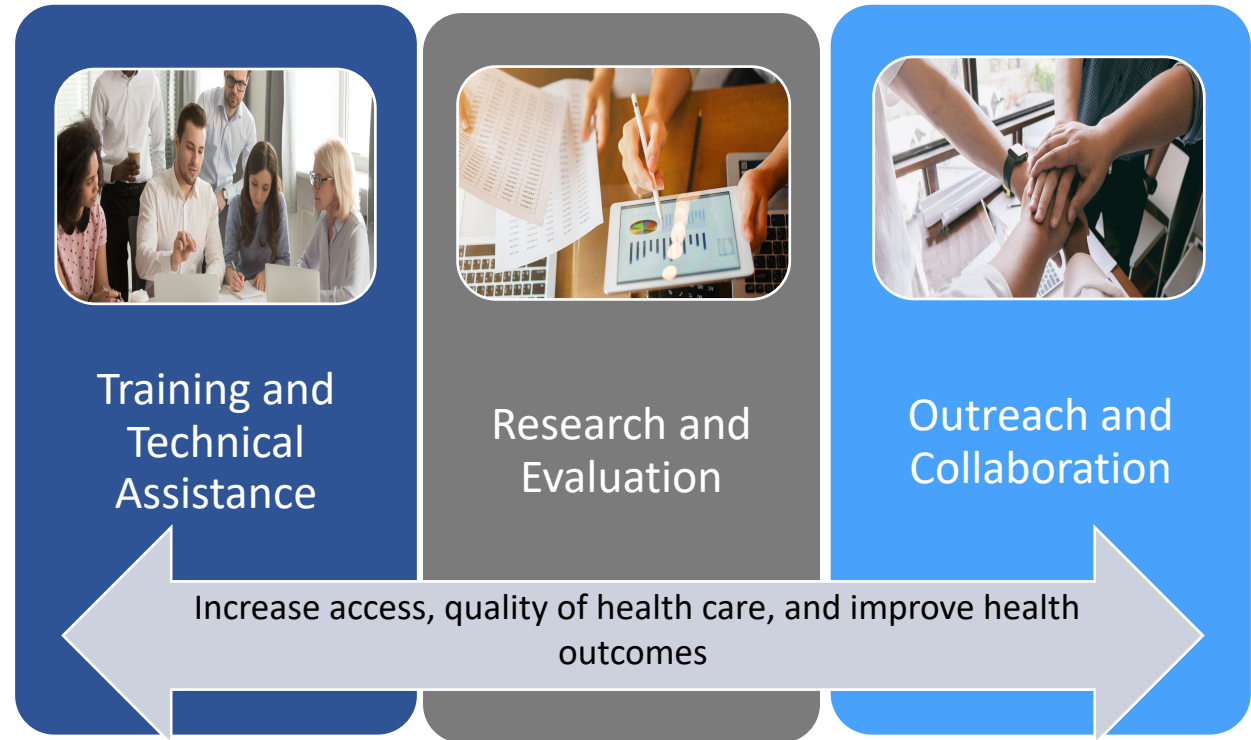 Training and
Technical
Assistance
Research and
Evaluation
Outreach and
Collaboration
Increase access, quality of health care, and improve health
outcomes